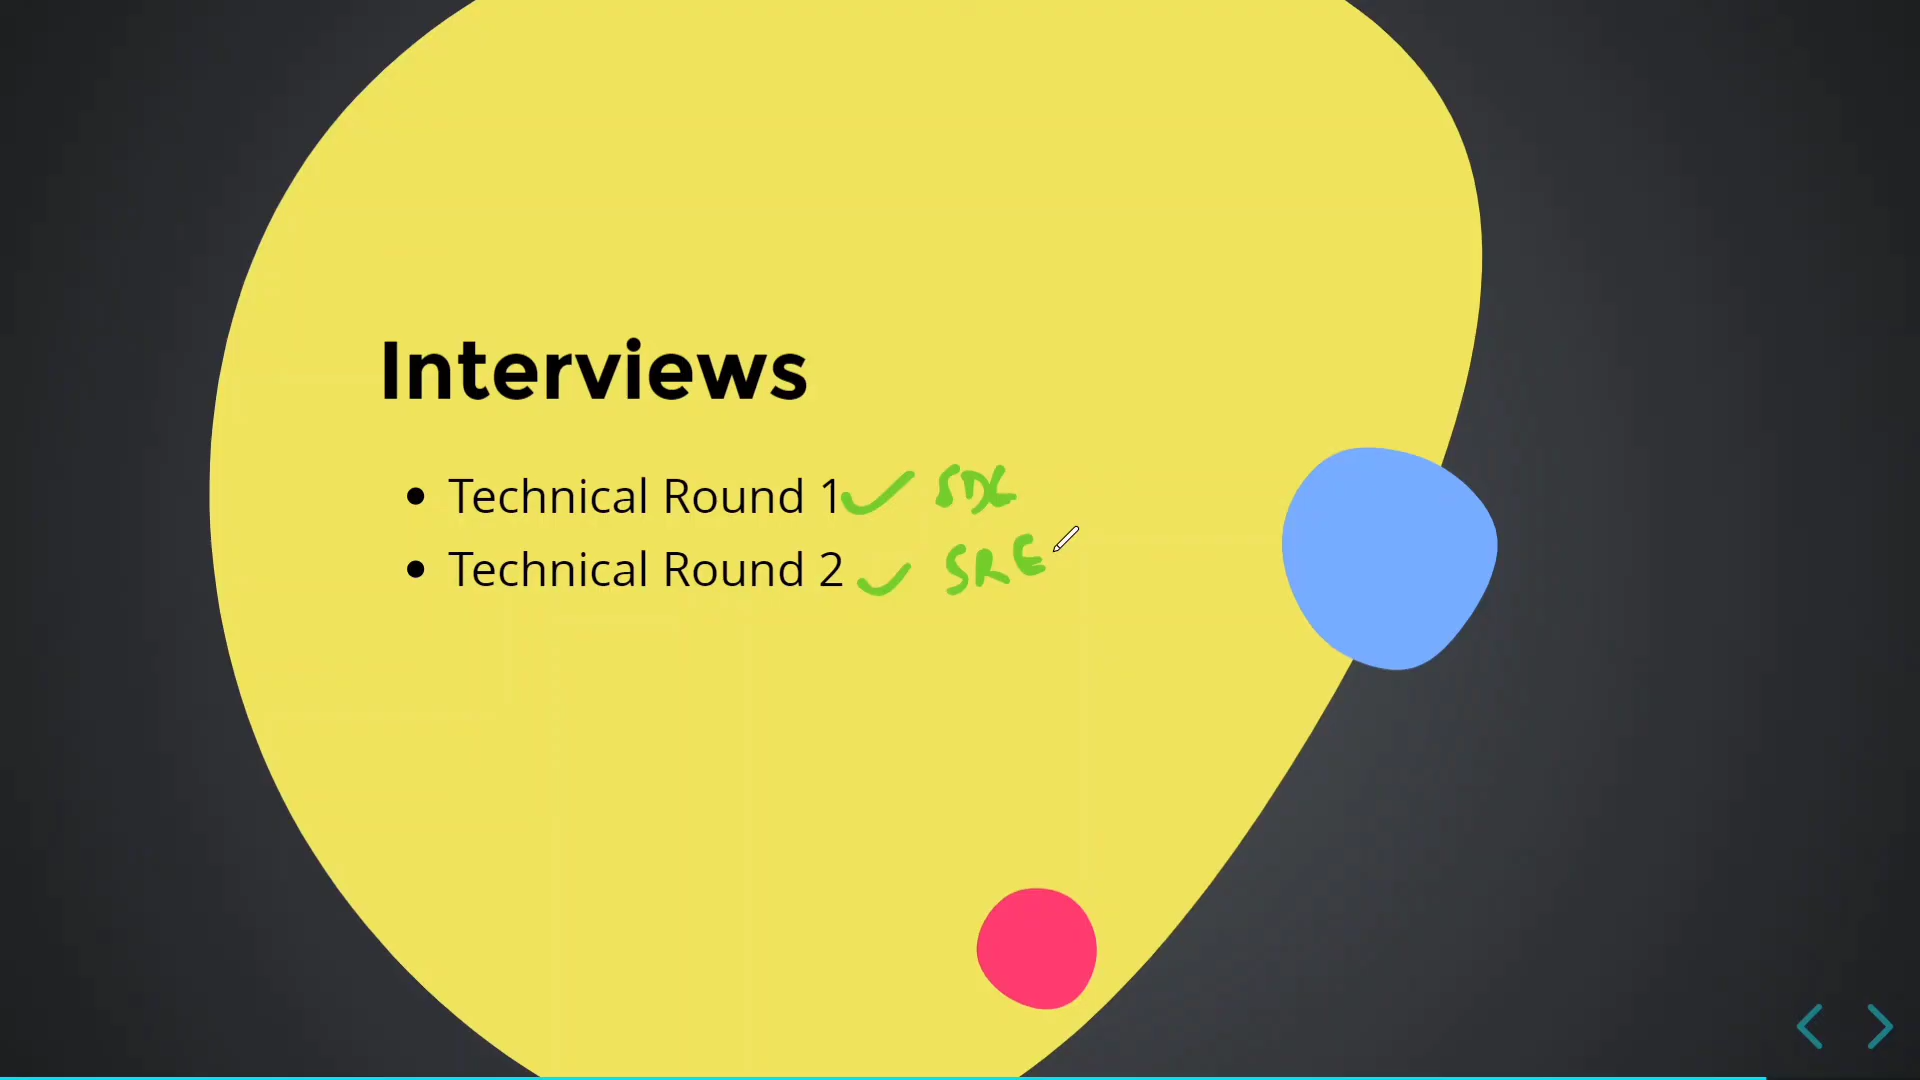 Interviews
• Technical Round 1 ✓ SDE
• Technical Round 2 ✓ SRE